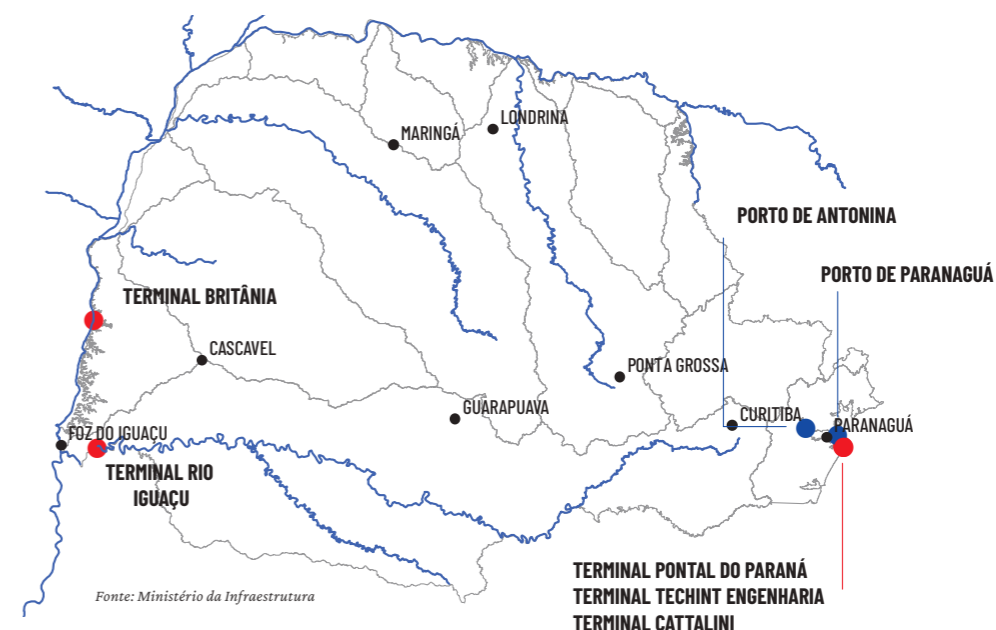 LONDRINA
MARINGÁ
PORTO DE ANTONINA
PORTO DE PARANAGUÁ
TERMINAL BRITÂNIA
CASCAVEL
PONTA GROSSA
GUARAPUAVA
CURITIBA
PARANAGUÁ
FOZ DO IGUAÇU
TERMINAL RIO
IGUAÇU
TERMINAL PONTAL DO PARANÁ
TERMINAL TECHINT ENGENHARIA
TERMINAL CATTALINI
Fonte: Ministério da Infraestrutura